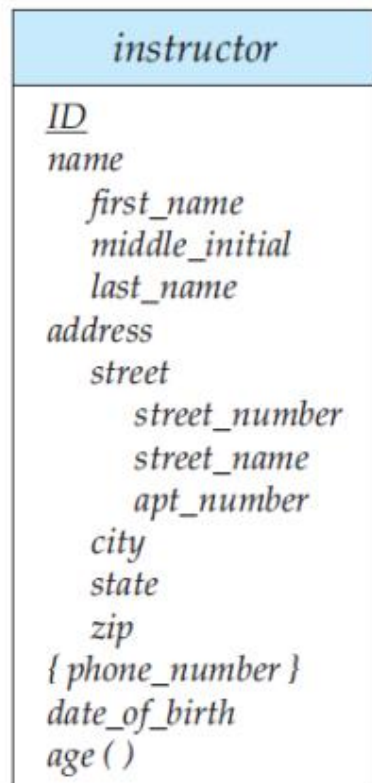 instructor
ID
name
first_name
middle_initial
last_name
address
street
street_number
street_name
apt_number
city
state
zip
{ phone_number }
date_of_birth
age ( )